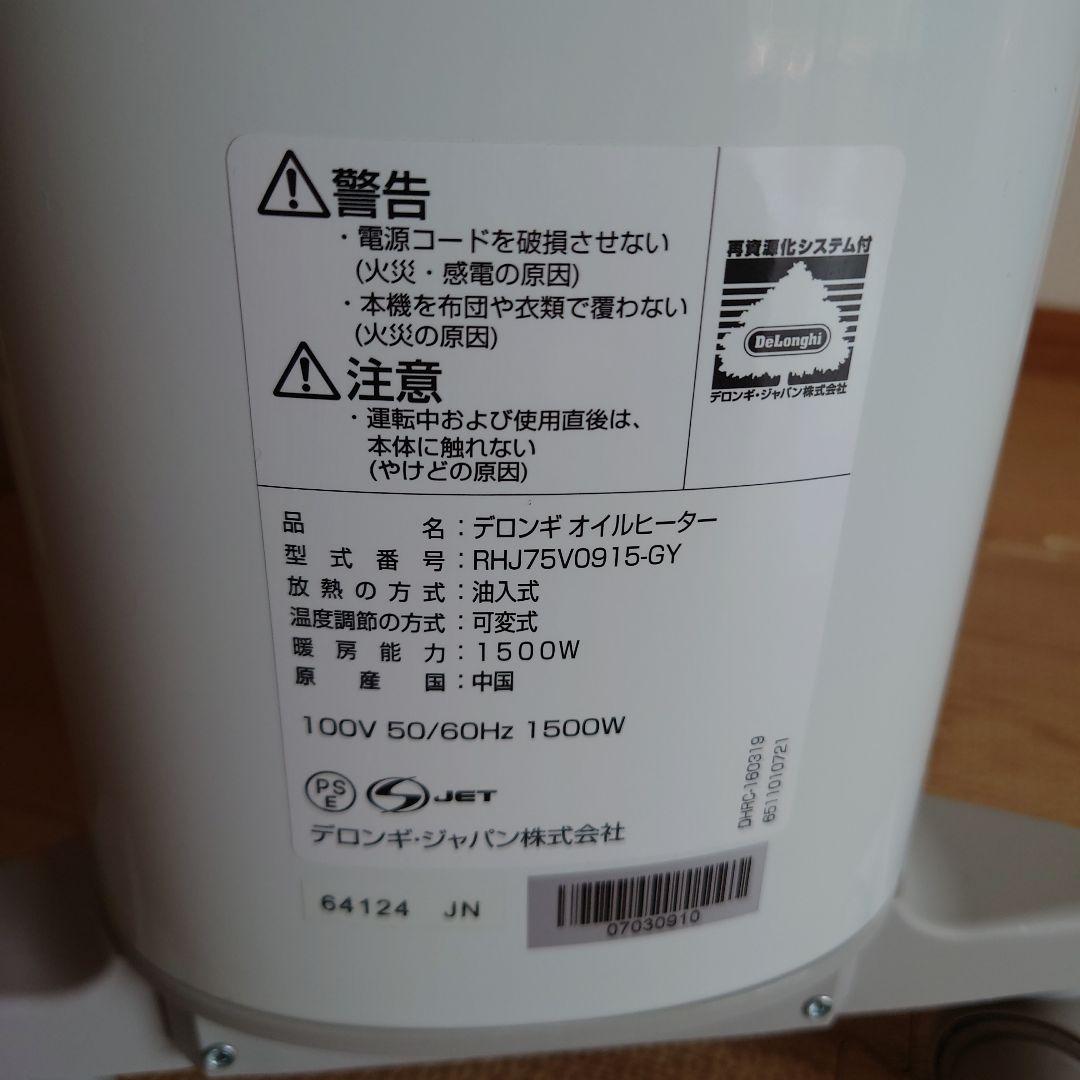 警告
・電源コードを破損させない
(火災・感電の原因)
・本機を布団や衣類で覆わない
(火災の原因)
注意
・運転中および使用直後は、
本体に触れない
(やけどの原因)
再資源化システム付
DeLonghi
デロンギ・ジャパン株式会社
品名:デロンギ オイルヒーター
型式番号:RHJ75V0915-GY
放熱の方式:油入式
温度調節の方式:可変式
暖房能力:1500W
原産国:中国
100V 50/60Hz 1500W
PSE JET
デロンギ・ジャパン株式会社
DHRC-160319
6511010721
64124 JN
07030910